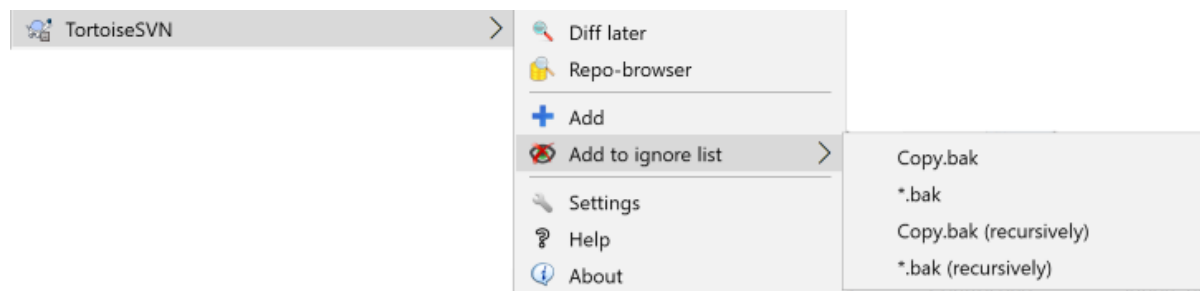 TortoiseSVN
Diff later
Repo-browser
Add
Add to ignore list
Settings
Help
About
Copy.bak
*.bak
Copy.bak (recursively)
*.bak (recursively)